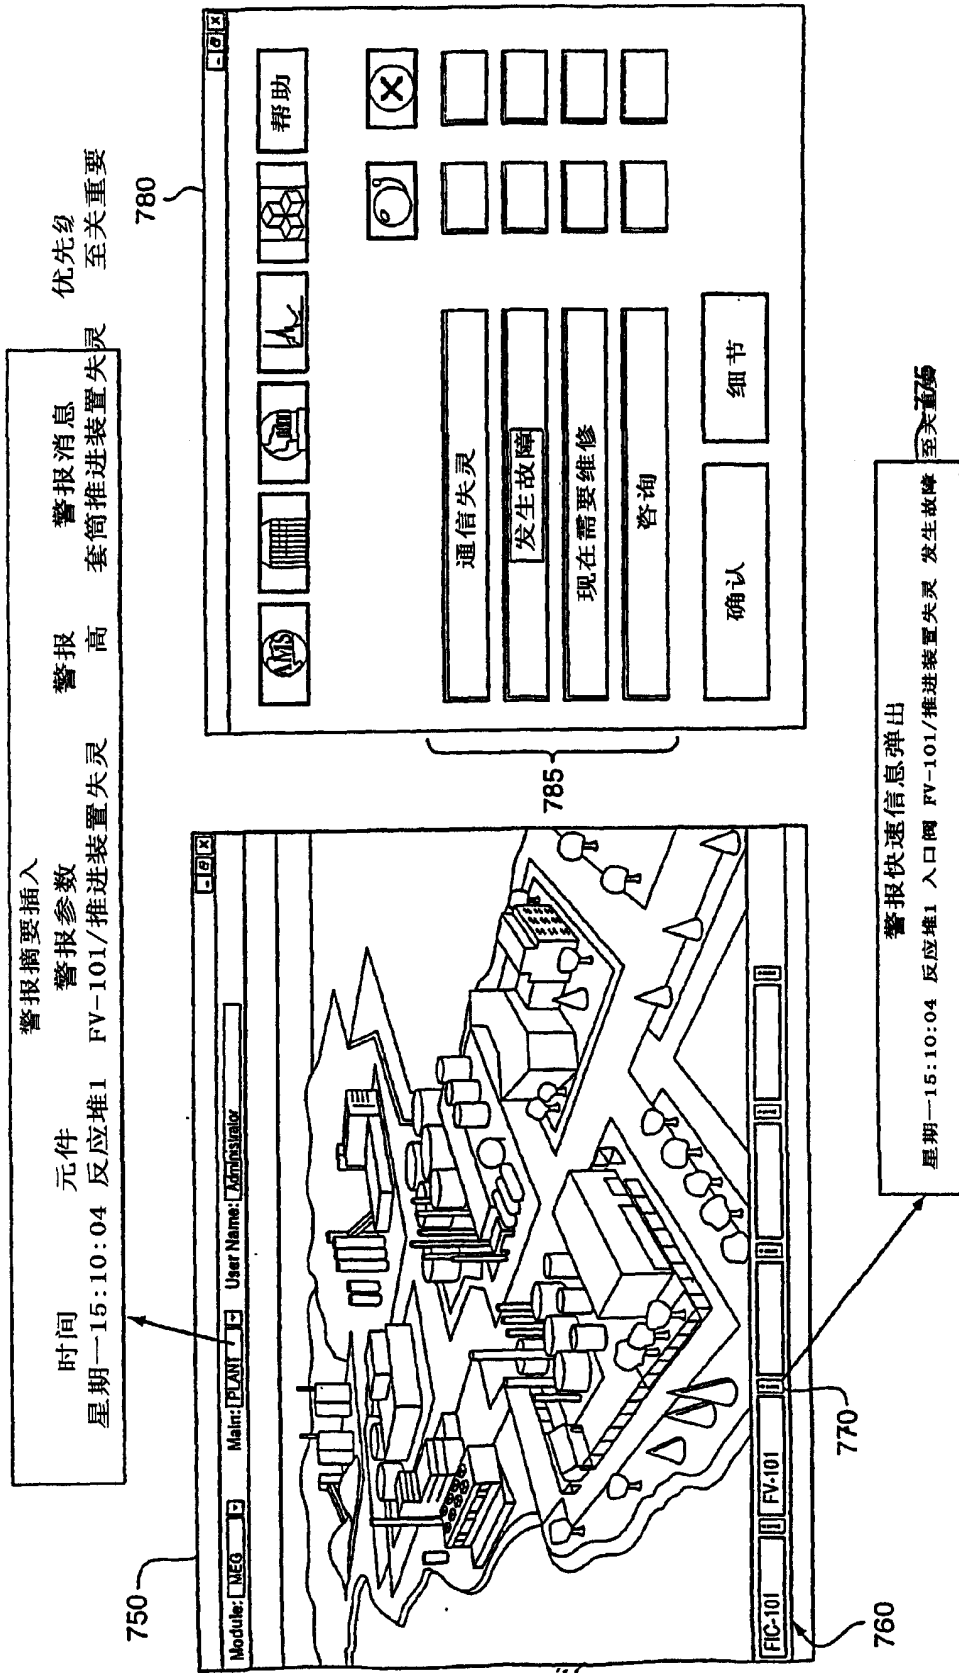 警报摘要插入
时间 元件 警报参数 警报 警报消息 优先级
星期一15:10:04 反应堆1 FV-101/推进装置失灵 高 套筒推进装置失灵 至关重要
750
Module: MEG Main: PLANT User Name: Administrator
FIC-101 FV-101
760
770
780
AMS 帮助
通信失灵
发生故障
现在需要维修
咨询
确认 细节
785
775
警报快速信息弹出
星期一15:10:04 反应堆1 入口阀 FV-101/推进装置失灵 发生故障 至关重要